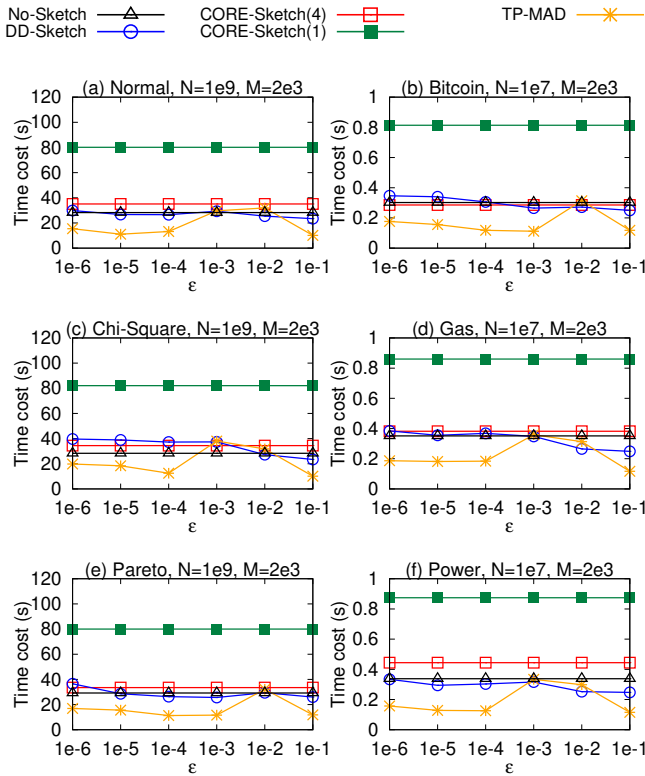 No-Sketch
DD-Sketch
CORE-Sketch(4)
CORE-Sketch(1)
TP-MAD
(a) Normal, N=1e9, M=2e3
Time cost (s)
120
100
80
60
40
20
0
1e-6 1e-5 1e-4 1e-3 1e-2 1e-1
ε
(b) Bitcoin, N=1e7, M=2e3
Time cost (s)
1
0.8
0.6
0.4
0.2
0
1e-6 1e-5 1e-4 1e-3 1e-2 1e-1
ε
(c) Chi-Square, N=1e9, M=2e3
Time cost (s)
120
100
80
60
40
20
0
1e-6 1e-5 1e-4 1e-3 1e-2 1e-1
ε
(d) Gas, N=1e7, M=2e3
Time cost (s)
1
0.8
0.6
0.4
0.2
0
1e-6 1e-5 1e-4 1e-3 1e-2 1e-1
ε
(e) Pareto, N=1e9, M=2e3
Time cost (s)
120
100
80
60
40
20
0
1e-6 1e-5 1e-4 1e-3 1e-2 1e-1
ε
(f) Power, N=1e7, M=2e3
Time cost (s)
1
0.8
0.6
0.4
0.2
0
1e-6 1e-5 1e-4 1e-3 1e-2 1e-1
ε